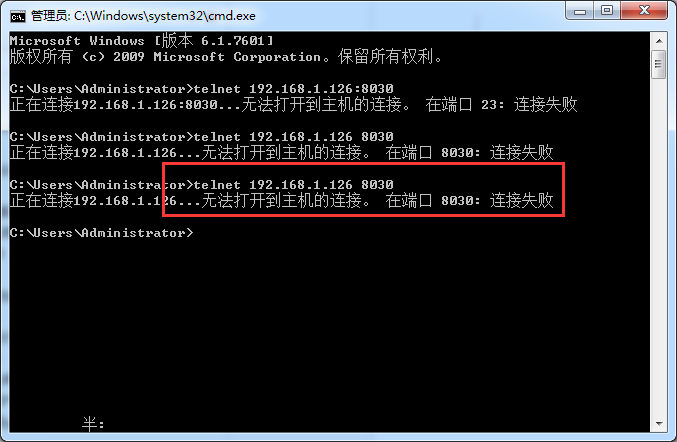 管理员: C:\Windows\system32\cmd.exe
Microsoft Windows [版本 6.1.7601]
版权所有 (c) 2009 Microsoft Corporation。保留所有权利。
C:\Users\Administrator>telnet 192.168.1.126:8030
正在连接192.168.1.126:8030...无法打开到主机的连接。 在端口 23: 连接失败
C:\Users\Administrator>telnet 192.168.1.126 8030
正在连接192.168.1.126...无法打开到主机的连接。 在端口 8030: 连接失败
C:\Users\Administrator>telnet 192.168.1.126 8030
正在连接192.168.1.126...无法打开到主机的连接。 在端口 8030: 连接失败
C:\Users\Administrator>
半: